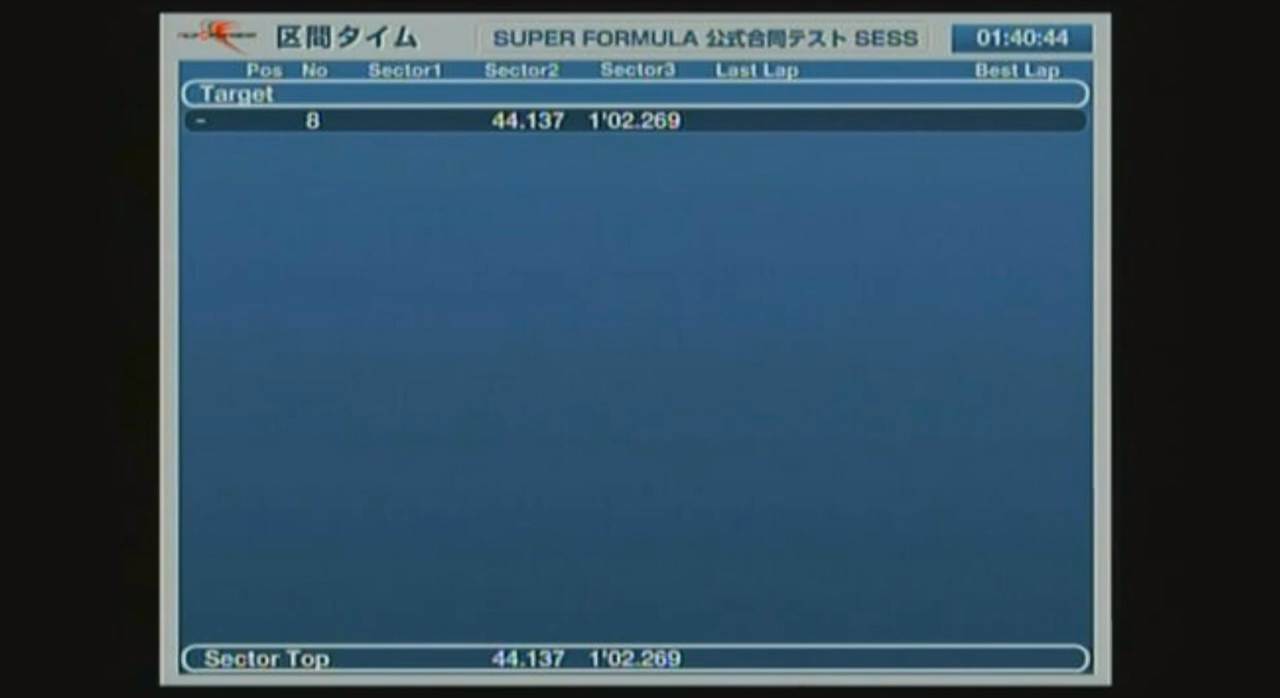 区間タイム SUPER FORMULA 公式合同テスト SESS 01:40:44
Pos No Sector1 Sector2 Sector3 Last Lap Best Lap
Target
- 8 44.137 1'02.269
Sector Top 44.137 1'02.269